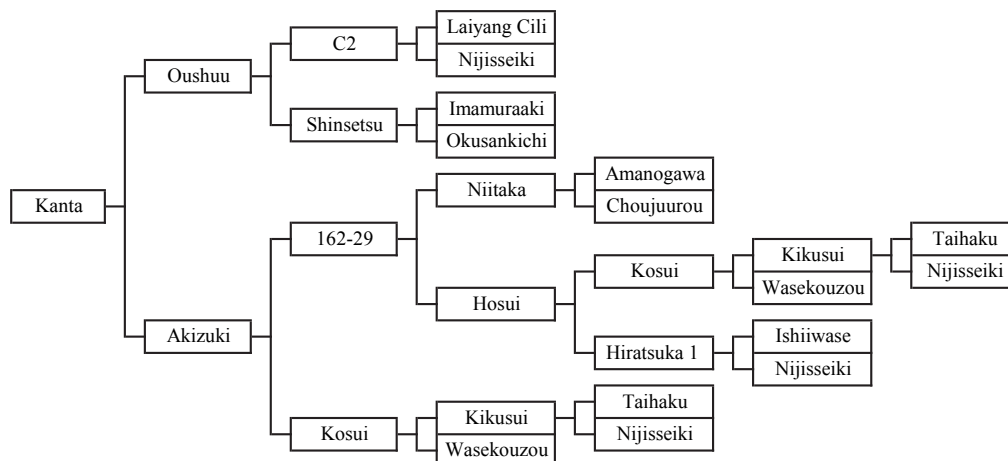 Kanta
Oushuu
C2
Laiyang Cili
Nijisseiki
Shinsetsu
Imamuraaki
Okusankichi
Akizuki
162-29
Niitaka
Amanogawa
Choujuurou
Hosui
Kosui
Kikusui
Taihaku
Nijisseiki
Wasekouzou
Hiratsuka 1
Ishiiwase
Nijisseiki
Kosui
Kikusui
Taihaku
Nijisseiki
Wasekouzou